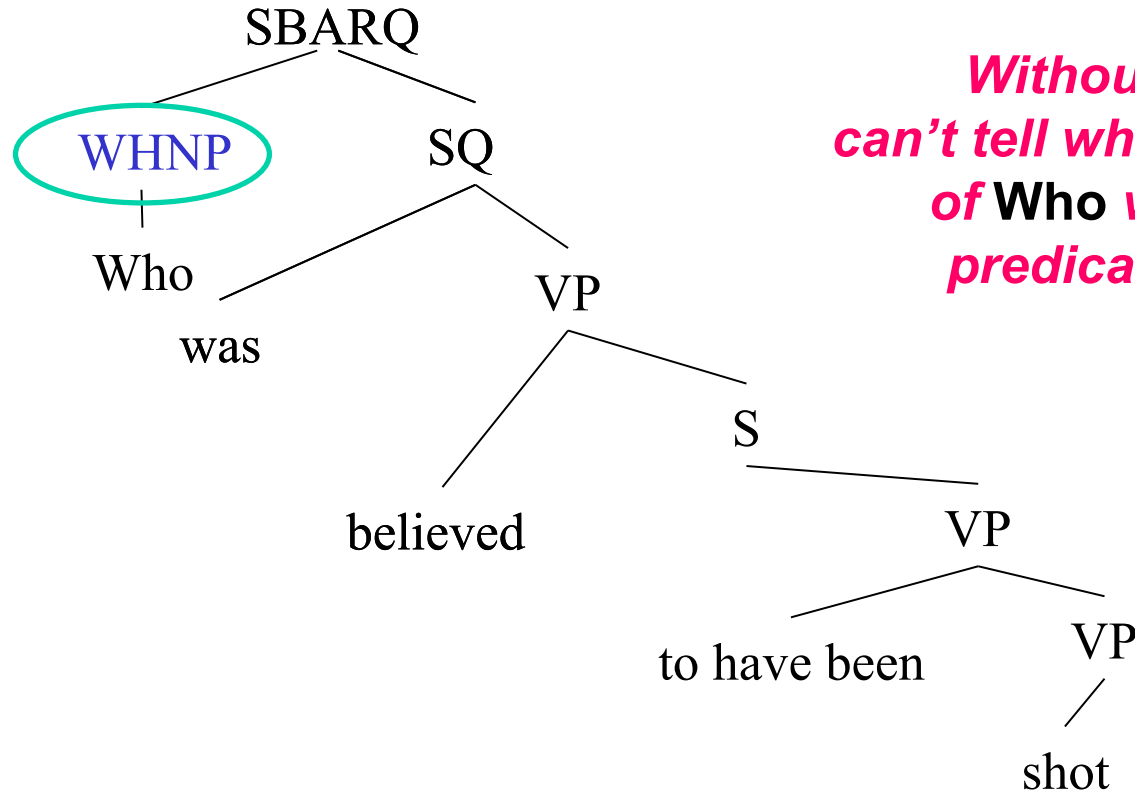 SBARQ
Withou
WHNP SQ
can't tell wh
of Who
Who
predica
VP
was
S
believed
VP
to have been VP
shot